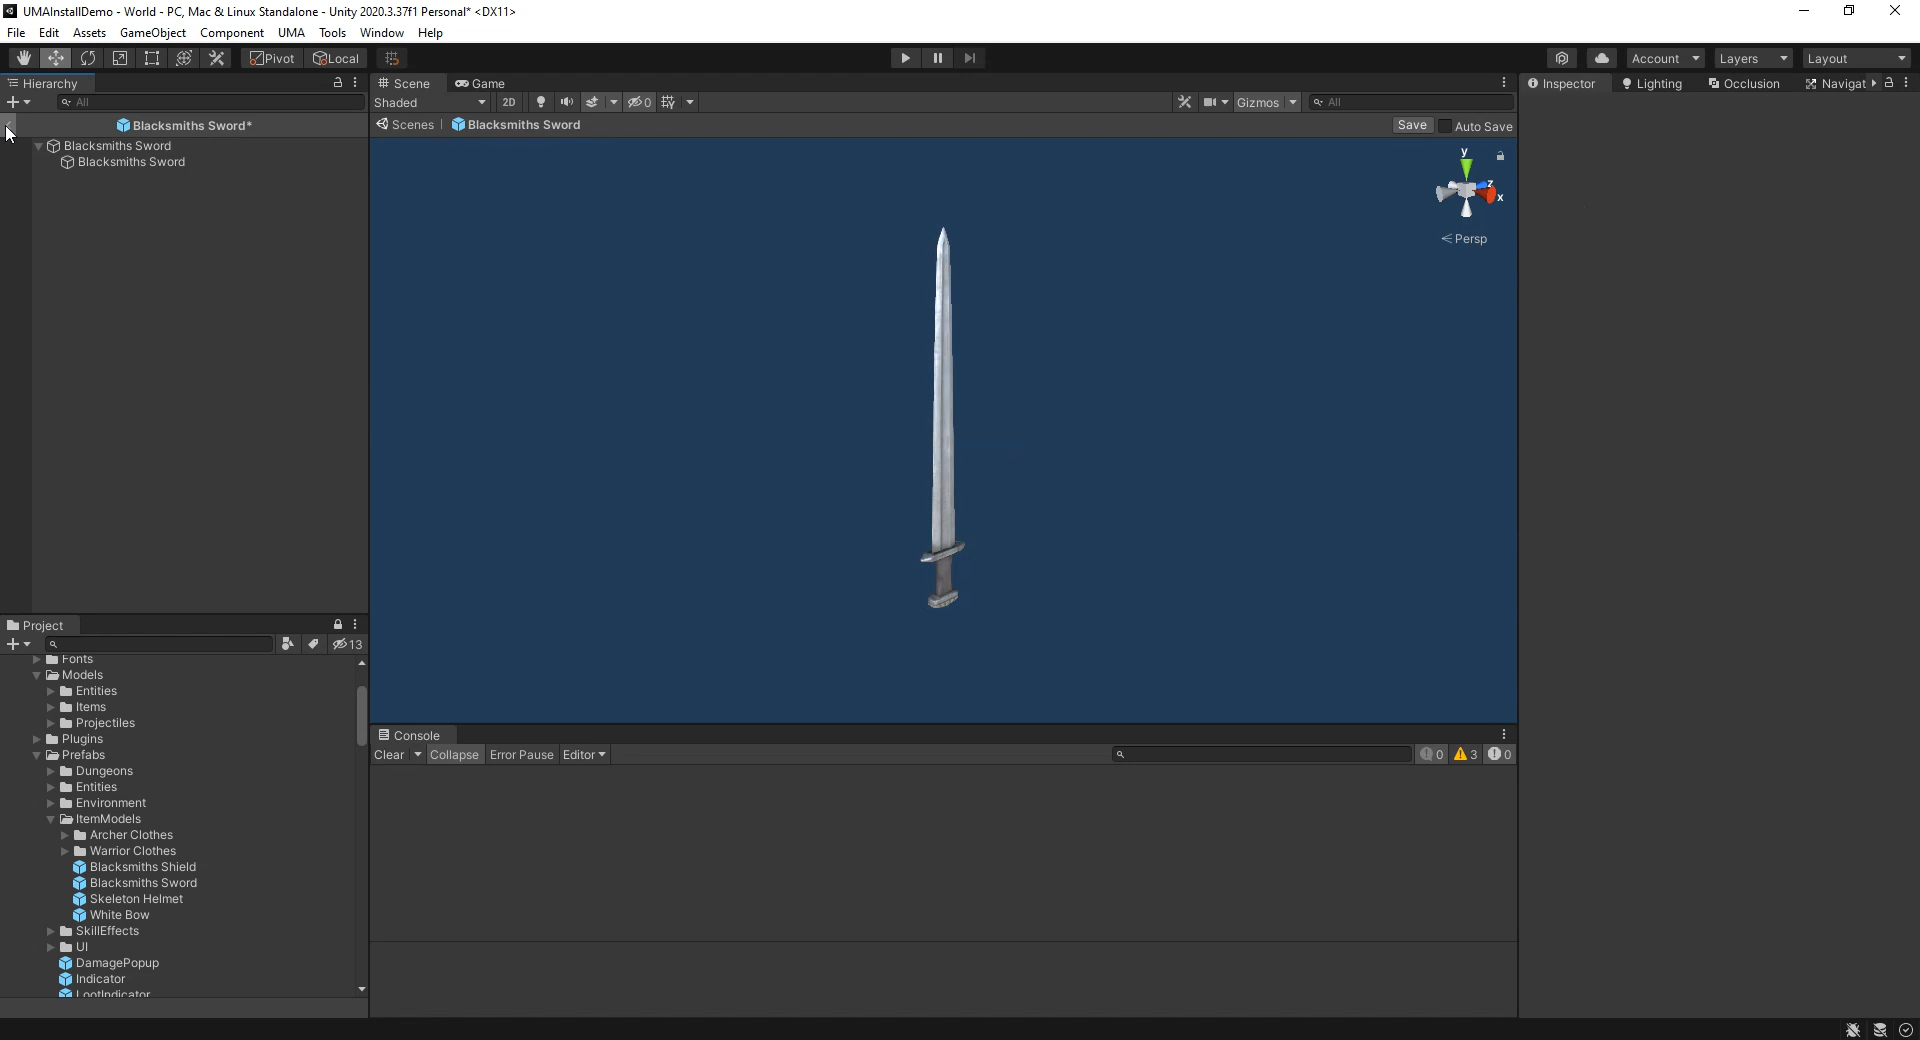 UMAInstallDemo - World - PC, Mac & Linux Standalone - Unity 2020.3.37f1 Personal* <DX11>
File Edit Assets GameObject Component UMA Tools Window Help
Pivot Local Account Layers Layout
Hierarchy Scene Game Inspector Lighting Occlusion Navigat
All Shaded 2D 0 Gizmos All
Blacksmiths Sword* Scenes Blacksmiths Sword Save Auto Save
Blacksmiths Sword
Blacksmiths Sword
y
z
x
Persp
Project
13
Fonts
Models
Entities
Items
Projectiles
Plugins
Prefabs
Dungeons
Entities
Environment
ItemModels
Archer Clothes
Warrior Clothes
Blacksmiths Shield
Blacksmiths Sword
Skeleton Helmet
White Bow
SkillEffects
UI
DamagePopup
Indicator
LootIndicator
Console
Clear Collapse Error Pause Editor 0 3 0